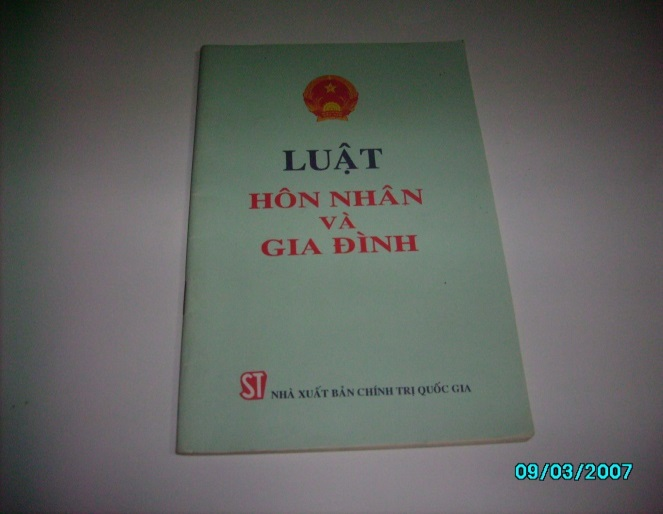 LUẬT
HÔN NHÂN
VÀ
GIA ĐÌNH
ST NHÀ XUẤT BẢN CHÍNH TRỊ QUỐC GIA
09/03/2007